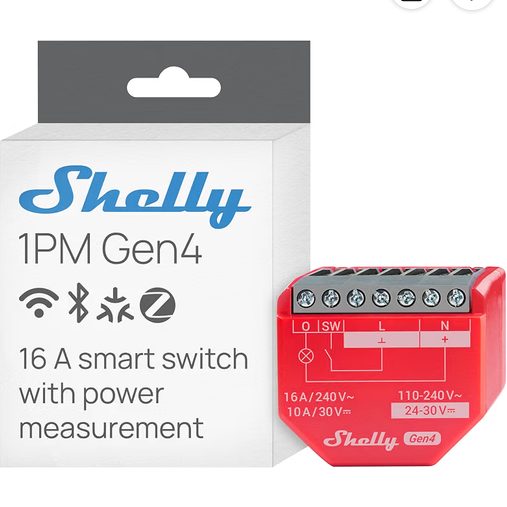 Shelly
1PM Gen4
16 A smart switch
with power
measurement
O SW L N
⊥ +
16A/240V~ 110-240V~
10A/30V⎓ 24-30V⎓
Shelly Gen4